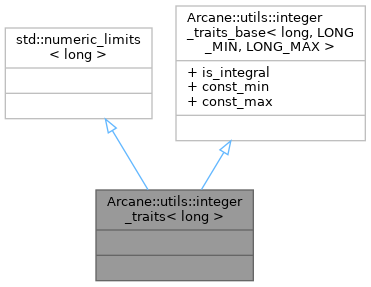 std::numeric_limits
< long >
Arcane::utils::integer
_traits_base< long, LONG
_MIN, LONG_MAX >
+ is_integral
+ const_min
+ const_max
Arcane::utils::integer
_traits< long >